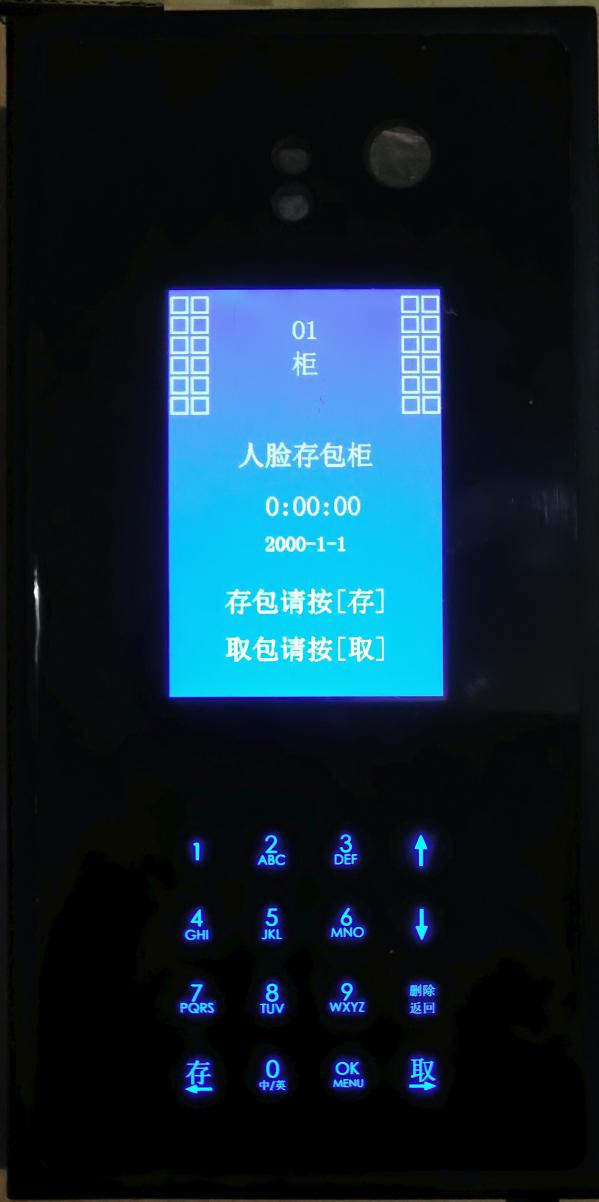 01
柜
人脸存包柜
0:00:00
2000-1-1
存包请按[存]
取包请按[取]
1
2
ABC
3
DEF
↑
4
GHI
5
JKL
6
MNO
↓
7
PQRS
8
TUV
9
WXYZ
删除
返回
存
←
0
中/英
OK
MENU
取
→